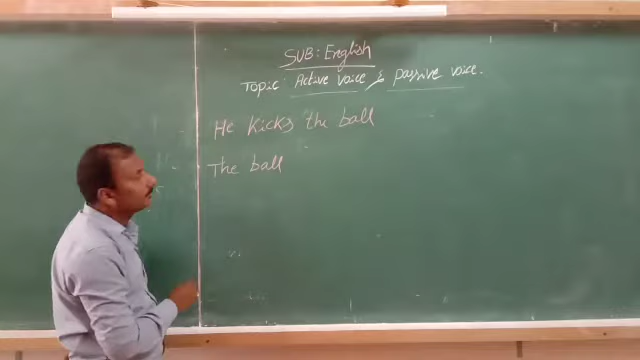 SUB: English
Topic: Active voice & passive voice.
He Kicks the ball
The ball